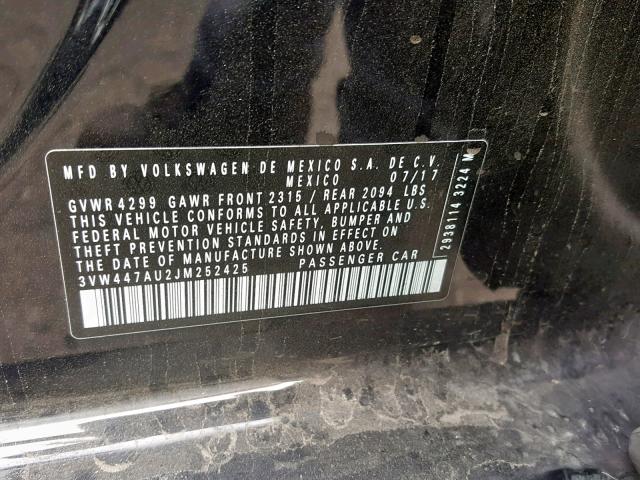 MFD BY VOLKSWAGEN DE MEXICO S.A. DE C.V.
MEXICO 07/17
GVWR4299 GAWR FRONT 2315 / REAR 2094 LBS
THIS VEHICLE CONFORMS TO ALL APPLICABLE U.S.
FEDERAL MOTOR VEHICLE SAFETY, BUMPER AND
THEFT PREVENTION STANDARDS IN EFFECT ON
THE DATE OF MANUFACTURE SHOWN ABOVE.
3VW447AU2JM252425 PASSENGER CAR
2938114 3224 M